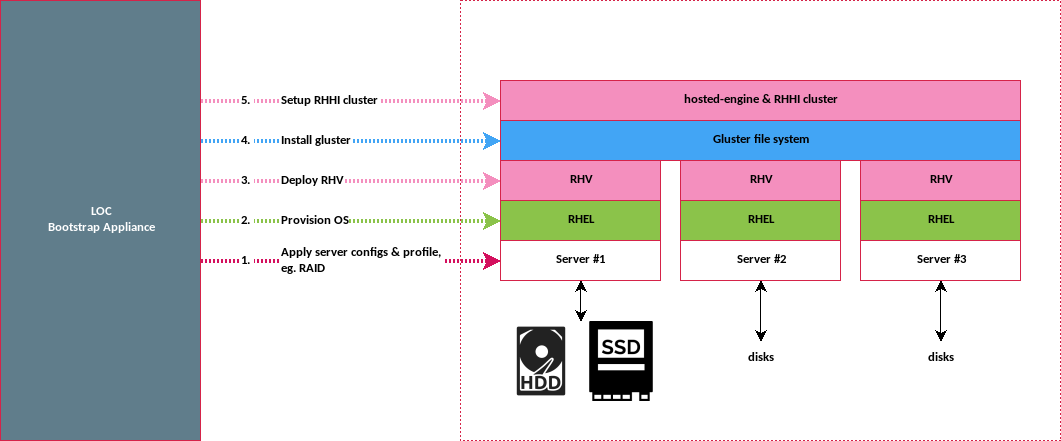 LOC
Bootstrap Appliance
5. Setup RHHI cluster
4. Install gluster
3. Deploy RHV
2. Provision OS
1. Apply server configs & profile,
eg. RAID
hosted-engine & RHHI cluster
Gluster file system
RHV RHV RHV
RHEL RHEL RHEL
Server #1 Server #2 Server #3
HDD SSD disks disks